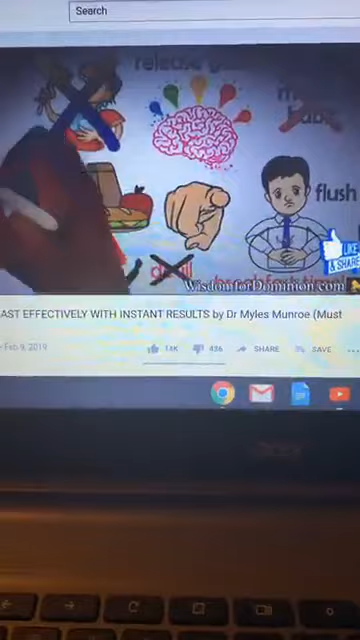 Search
release
flush
LIKE
& SHARE
WisdomforDominion.com
AST EFFECTIVELY WITH INSTANT RESULTS by Dr Myles Munroe (Must
Feb 9, 2019
14K
436
SHARE
SAVE